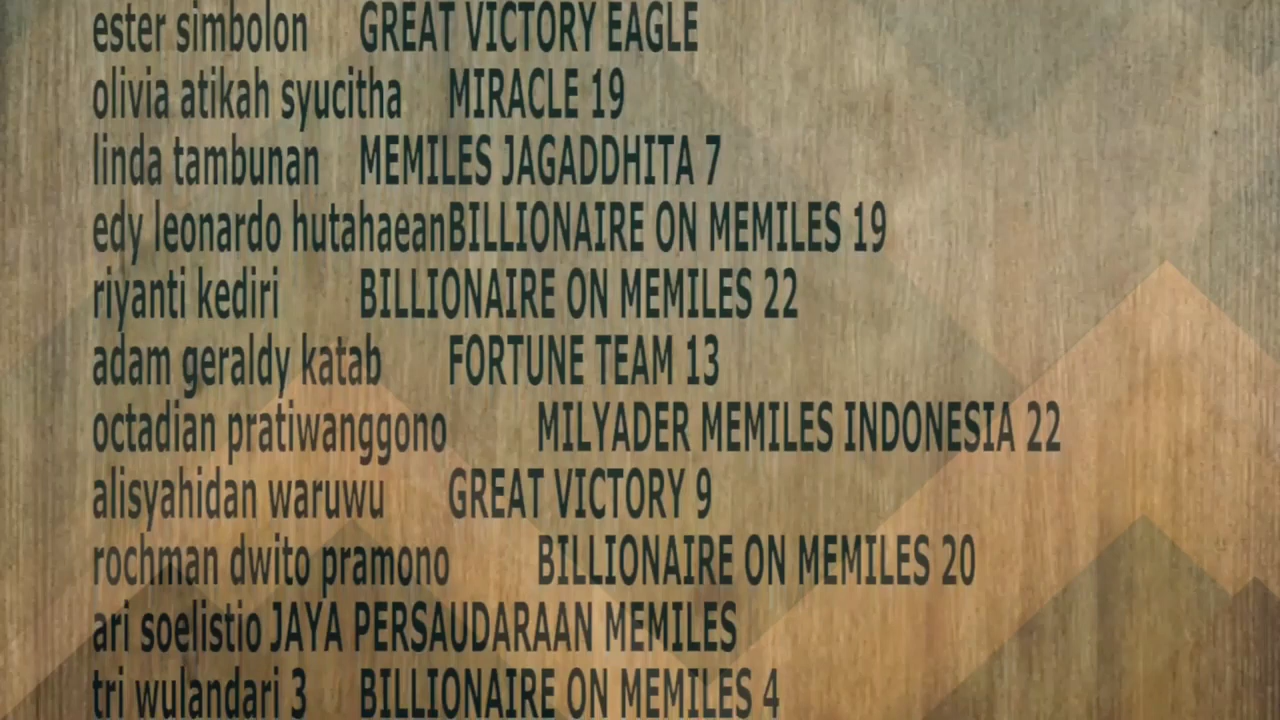 ester simbolon GREAT VICTORY EAGLE
olivia atikah syucitha MIRACLE 19
linda tambunan MEMILES JAGADDHITA 7
edy leonardo hutahaeanBILLIONAIRE ON MEMILES 19
riyanti kediri BILLIONAIRE ON MEMILES 22
adam geraldy katab FORTUNE TEAM 13
octadian pratiwanggono MILYADER MEMILES INDONESIA 22
alisyahidan waruwu GREAT VICTORY 9
rochman dwito pramono BILLIONAIRE ON MEMILES 20
ari soelistio JAYA PERSAUDARAAN MEMILES
tri wulandari 3 BILLIONAIRE ON MEMILES 4